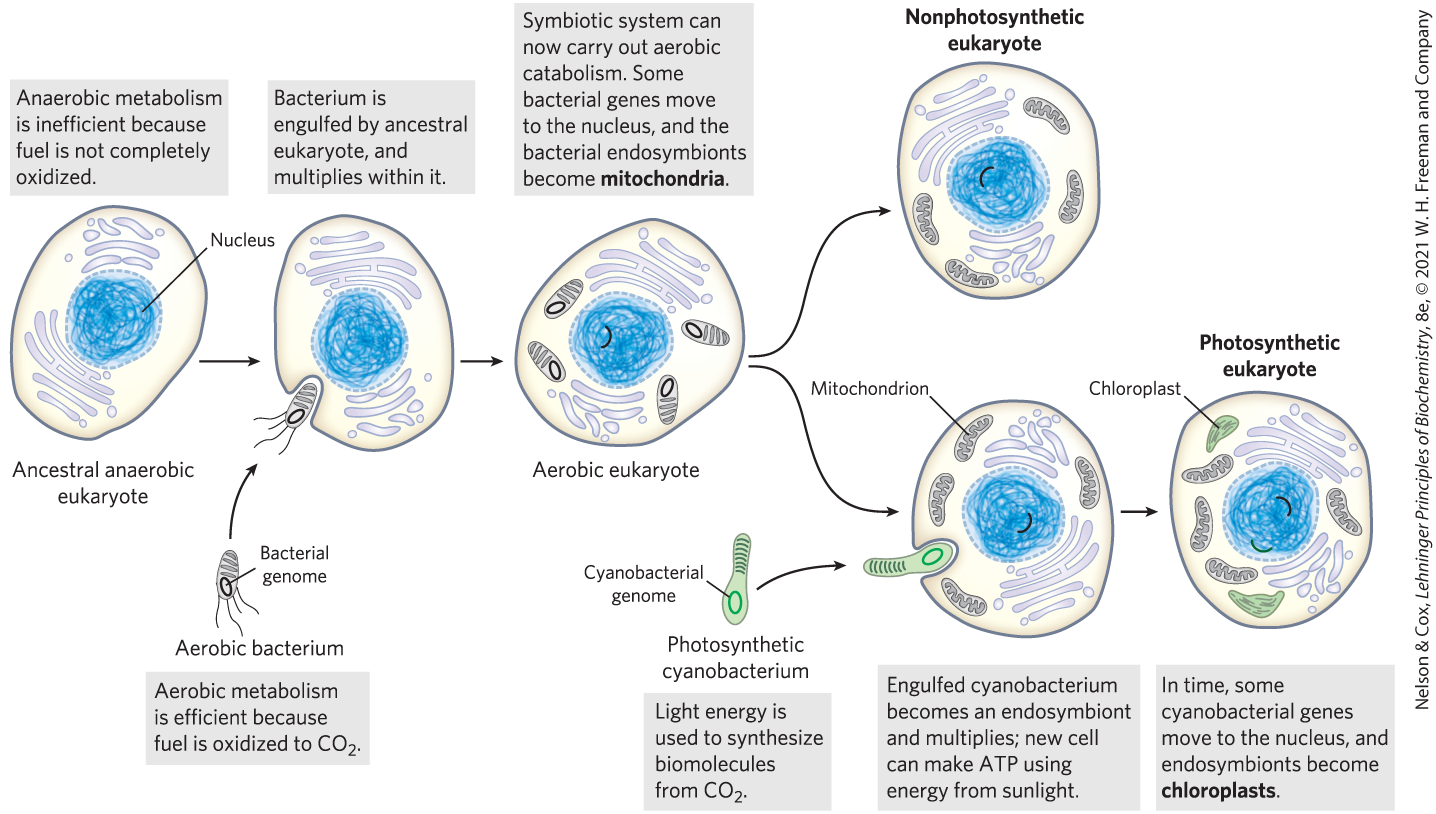 Anaerobic metabolism
is inefficient because
fuel is not completely
oxidized.
Bacterium is
engulfed by ancestral
eukaryote, and
multiplies within it.
Symbiotic system can
now carry out aerobic
catabolism. Some
bacterial genes move
to the nucleus, and the
bacterial endosymbionts
become mitochondria.
Nonphotosynthetic
eukaryote
Nucleus
Ancestral anaerobic
eukaryote
Aerobic eukaryote
Bacterial
genome
Aerobic bacterium
Aerobic metabolism
is efficient because
fuel is oxidized to CO₂.
Mitochondrion
Chloroplast
Photosynthetic
eukaryote
Cyanobacterial
genome
Photosynthetic
cyanobacterium
Light energy is
used to synthesize
biomolecules
from CO₂.
Engulfed cyanobacterium
becomes an endosymbiont
and multiplies; new cell
can make ATP using
energy from sunlight.
In time, some
cyanobacterial genes
move to the nucleus, and
endosymbionts become
chloroplasts.
Nelson & Cox, Lehninger Principles of Biochemistry, 8e, © 2021 W. H. Freeman and Company